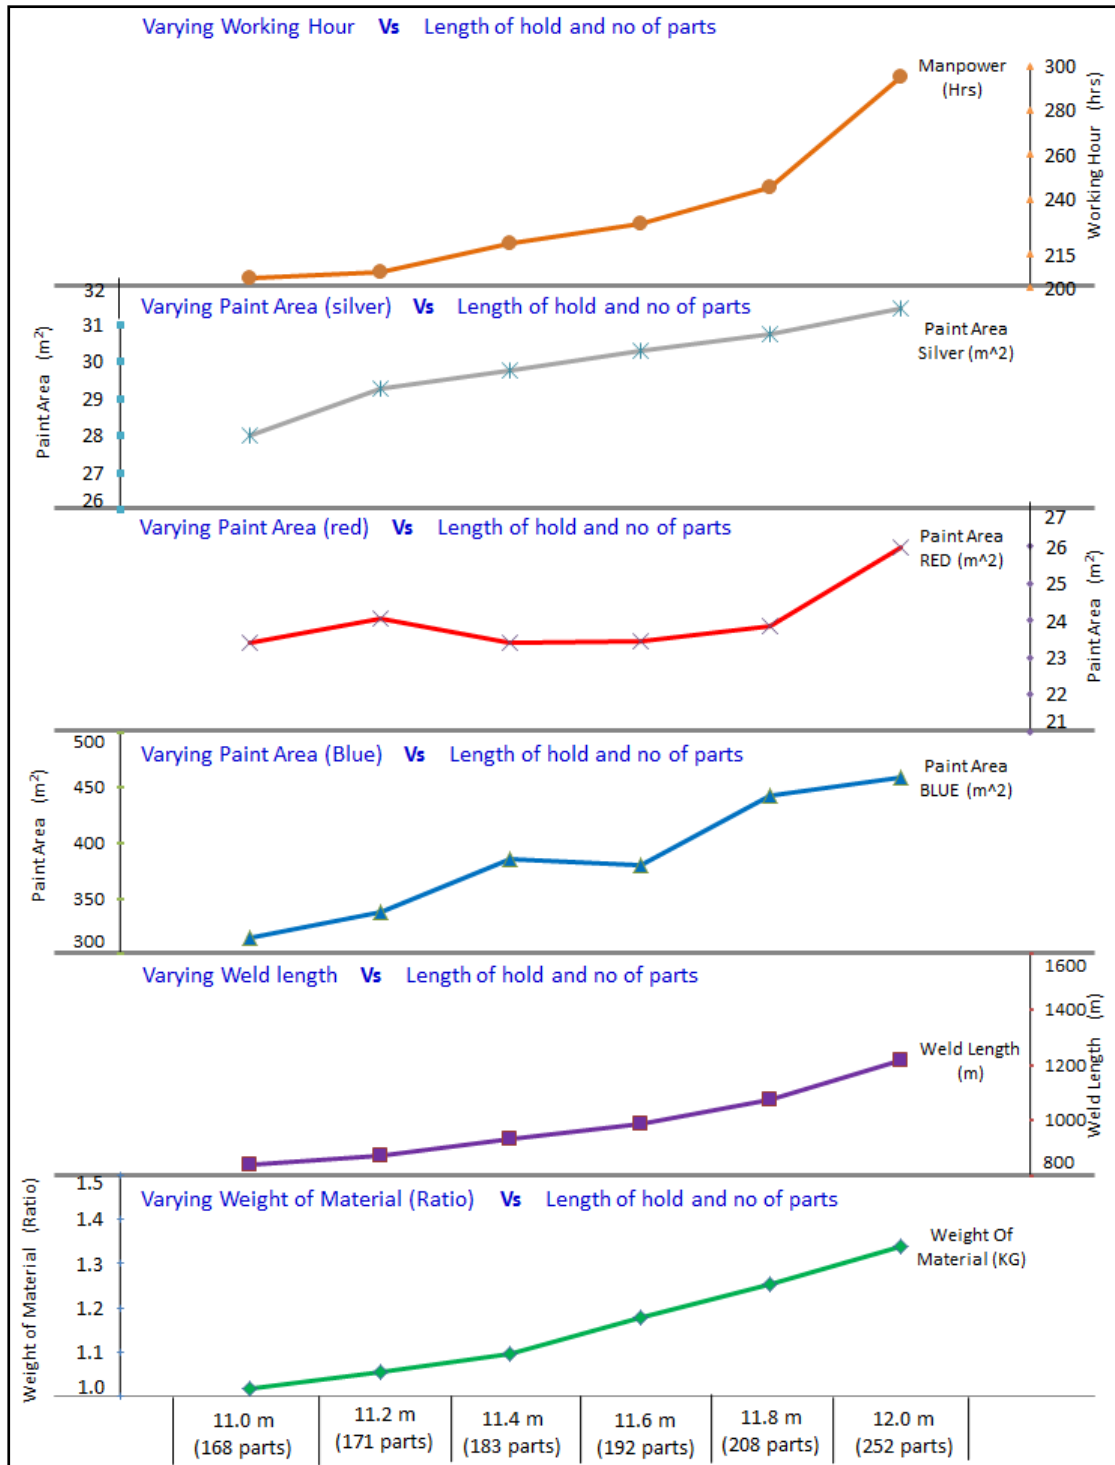 Varying Working Hour Vs Length of hold and no of parts
Manpower
(Hrs)
300
280
260
240
215
200
Working Hour (hrs)
Varying Paint Area (silver) Vs Length of hold and no of parts
32
31
30
29
28
27
26
Paint Area (m²)
Paint Area
Silver (m^2)
Varying Paint Area (red) Vs Length of hold and no of parts
Paint Area
RED (m^2)
27
26
25
24
23
22
21
Paint Area (m²)
Varying Paint Area (Blue) Vs Length of hold and no of parts
500
450
400
350
300
Paint Area (m²)
Paint Area
BLUE (m^2)
Varying Weld length Vs Length of hold and no of parts
Weld Length
(m)
1600
1400
1200
1000
800
Weld Length (m)
Varying Weight of Material (Ratio) Vs Length of hold and no of parts
1.5
1.4
1.3
1.2
1.1
1.0
Weight of Material (Ratio)
Weight Of
Material (KG)
11.0 m
(168 parts)
11.2 m
(171 parts)
11.4 m
(183 parts)
11.6 m
(192 parts)
11.8 m
(208 parts)
12.0 m
(252 parts)